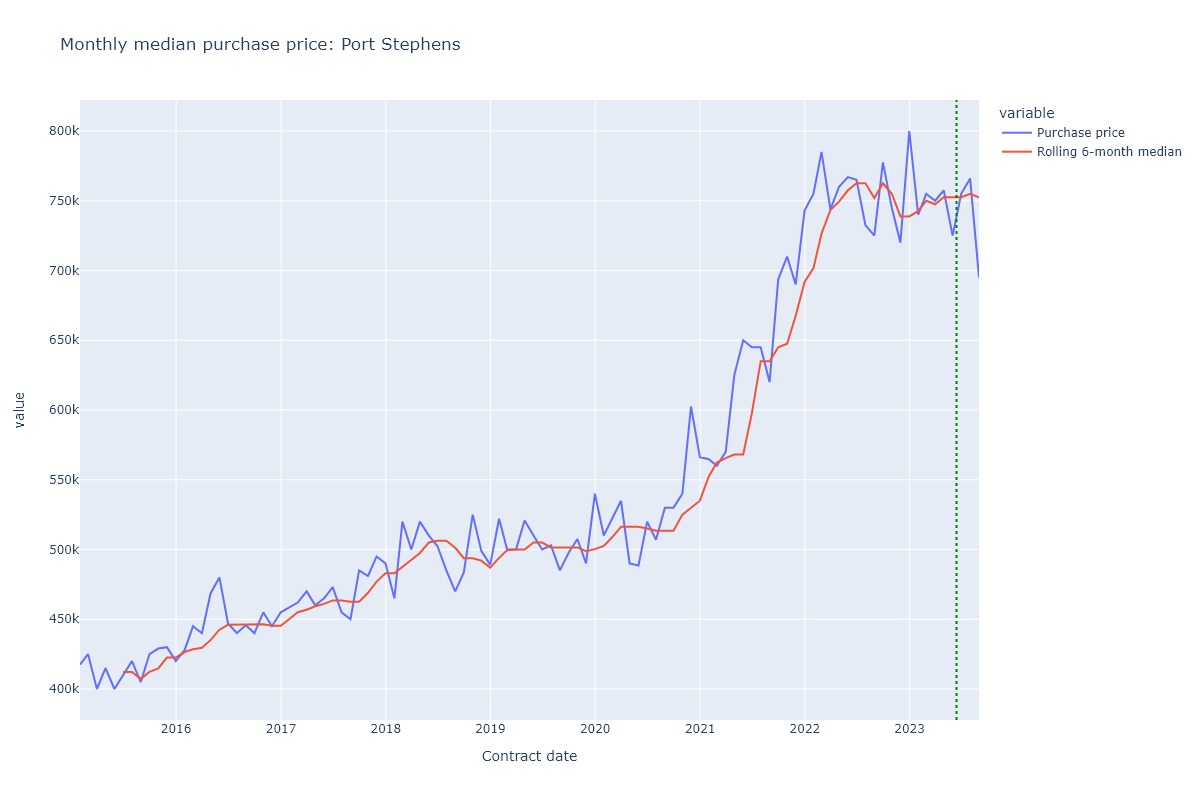 Monthly median purchase price: Port Stephens
variable
Purchase price
Rolling 6-month median
800k
750k
700k
650k
600k
550k
500k
450k
400k
value
2016 2017 2018 2019 2020 2021 2022 2023
Contract date